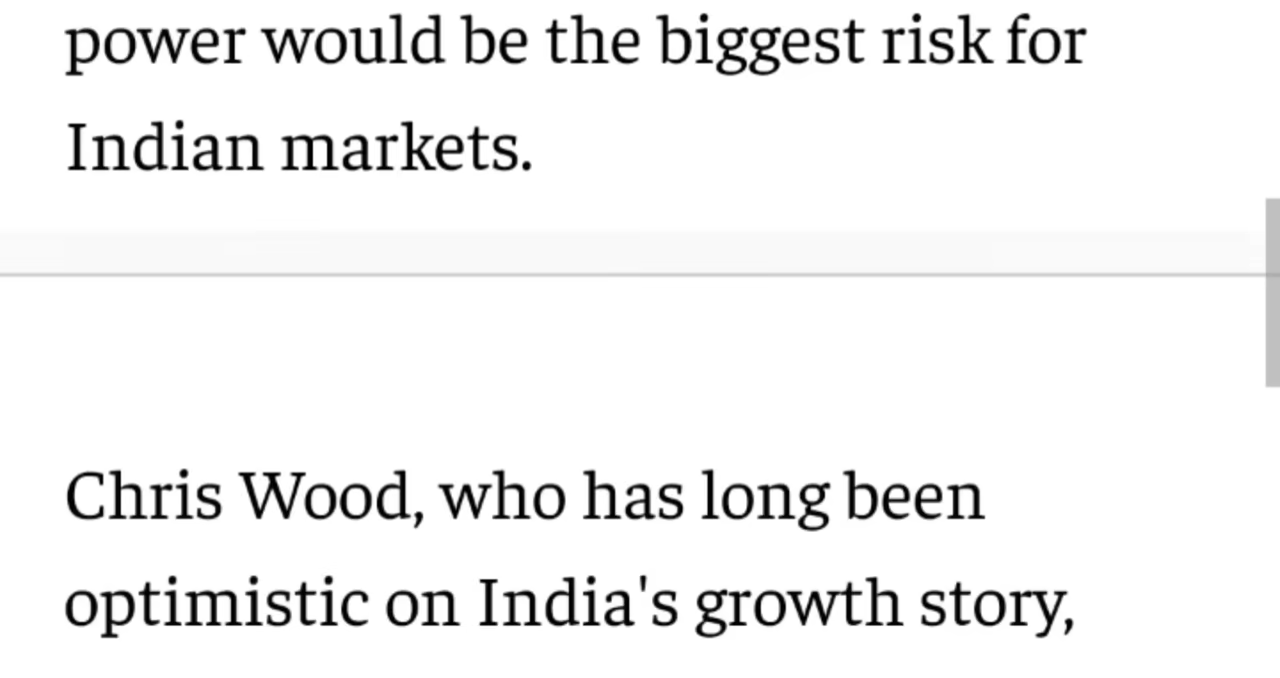 power would be the biggest risk for
Indian markets.
Chris Wood, who has long been
optimistic on India's growth story,